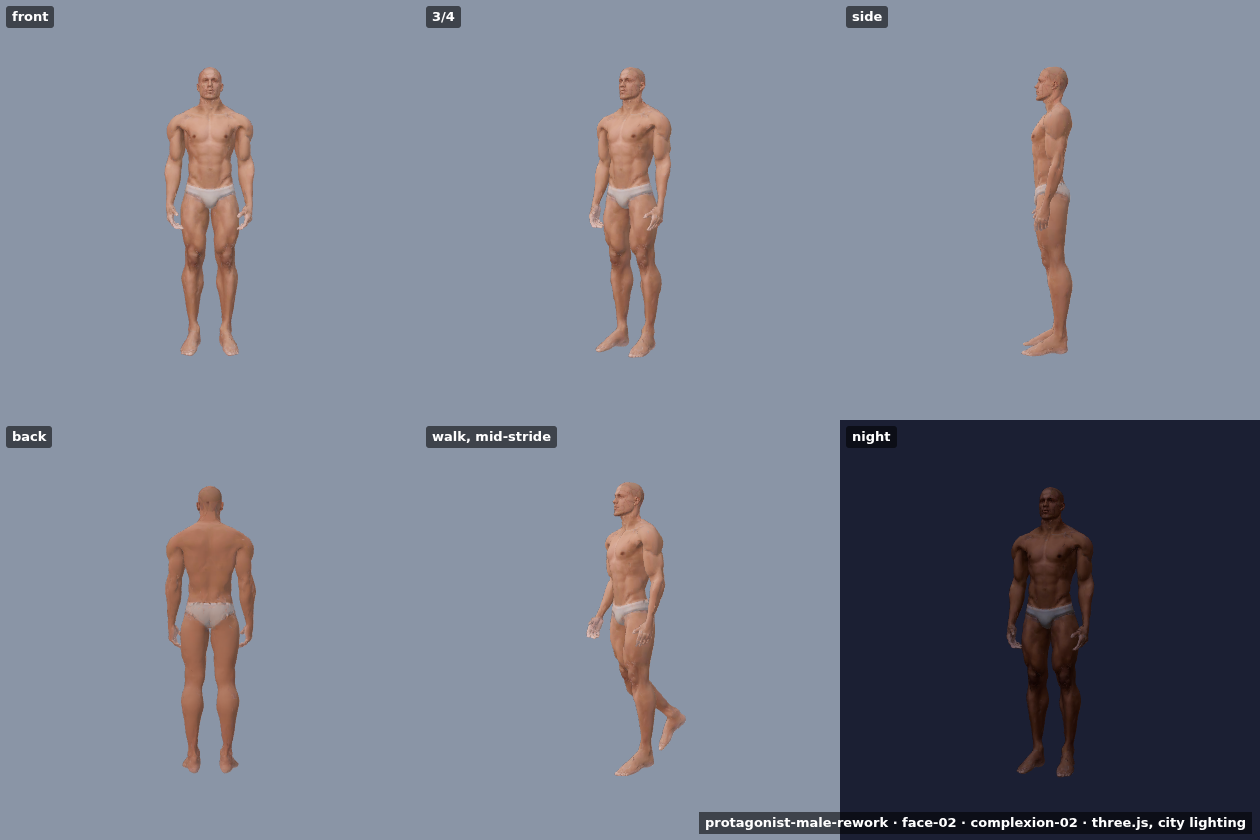 front
3/4
side
back
walk, mid-stride
night
protagonist-male-rework · face-02 · complexion-02 · three.js, city lighting